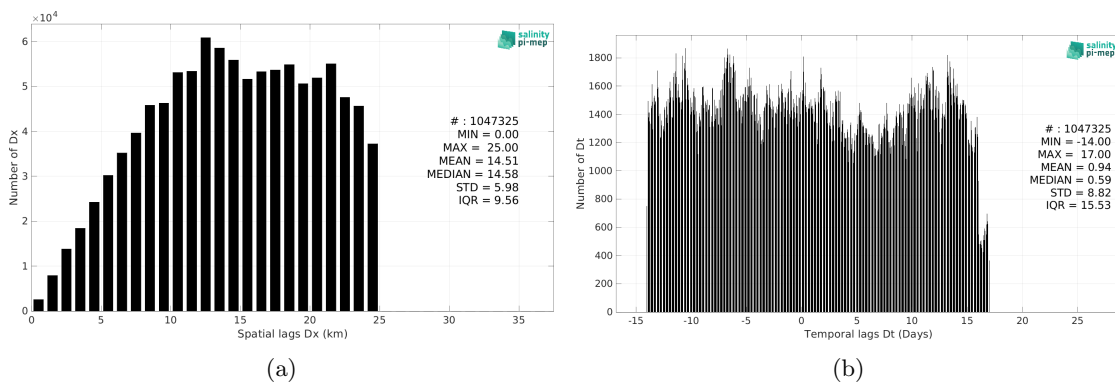 ×10⁴
6
5
4
3
2
1
0
Number of Dx
0 5 10 15 20 25 30 35
Spatial lags Dx (km)
salinity
pi-mep
# : 1047325
MIN = 0.00
MAX = 25.00
MEAN = 14.51
MEDIAN = 14.58
STD = 5.98
IQR = 9.56
(a)
1800
1600
1400
1200
1000
800
600
400
200
0
Number of Dt
-15 -10 -5 0 5 10 15 20 25
Temporal lags Dt (Days)
salinity
pi-mep
# : 1047325
MIN = -14.00
MAX = 17.00
MEAN = 0.94
MEDIAN = 0.59
STD = 8.82
IQR = 15.53
(b)